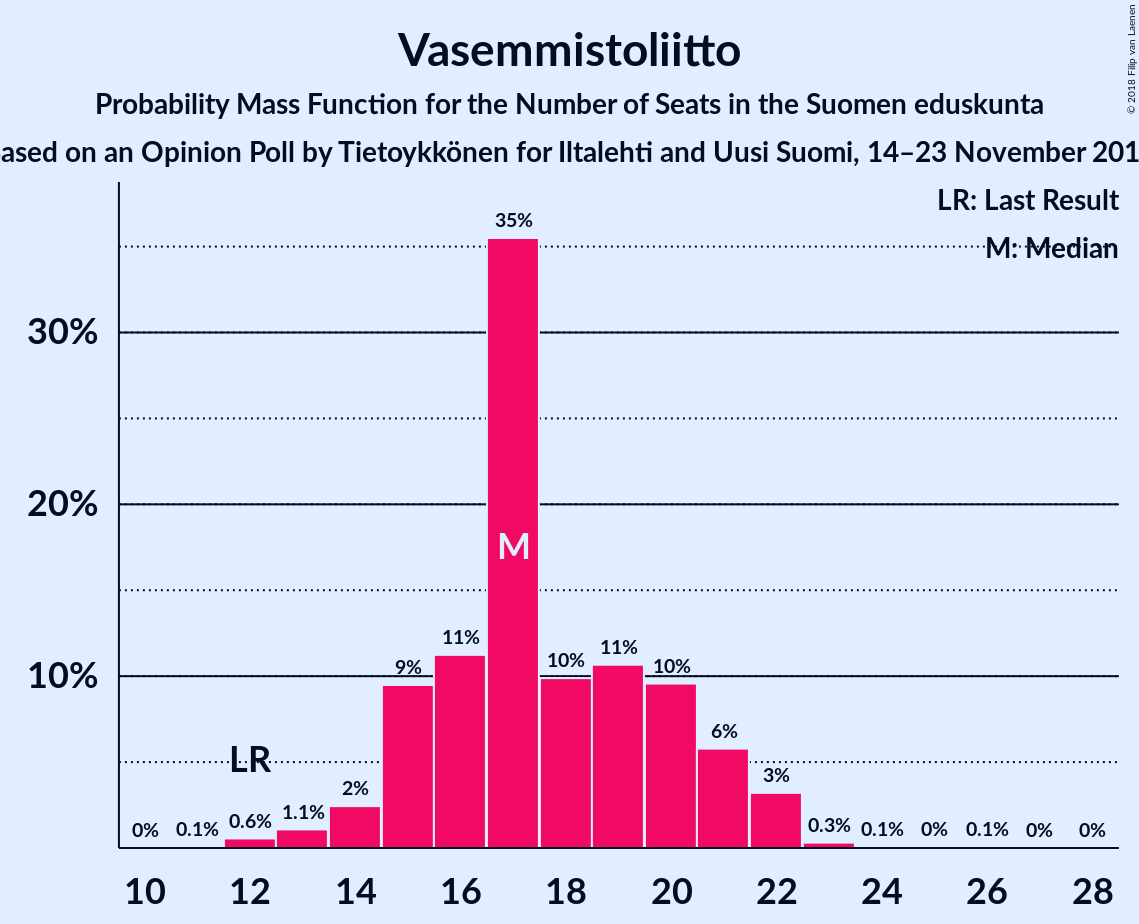 Vasemmistoliitto
Probability Mass Function for the Number of Seats in the Suomen eduskunta
ased on an Opinion Poll by Tietoykkönen for Iltalehti and Uusi Suomi, 14–23 November 201
© 2018 Filip van Laenen
LR: Last Result
M: Median
35%
30%
20%
M
11%
11%
10%
10%
9%
10%
6%
LR
3%
2%
1.1%
0.6%
0.3%
0% 0.1%
0.1% 0% 0.1% 0% 0%
10 12 14 16 18 20 22 24 26 28